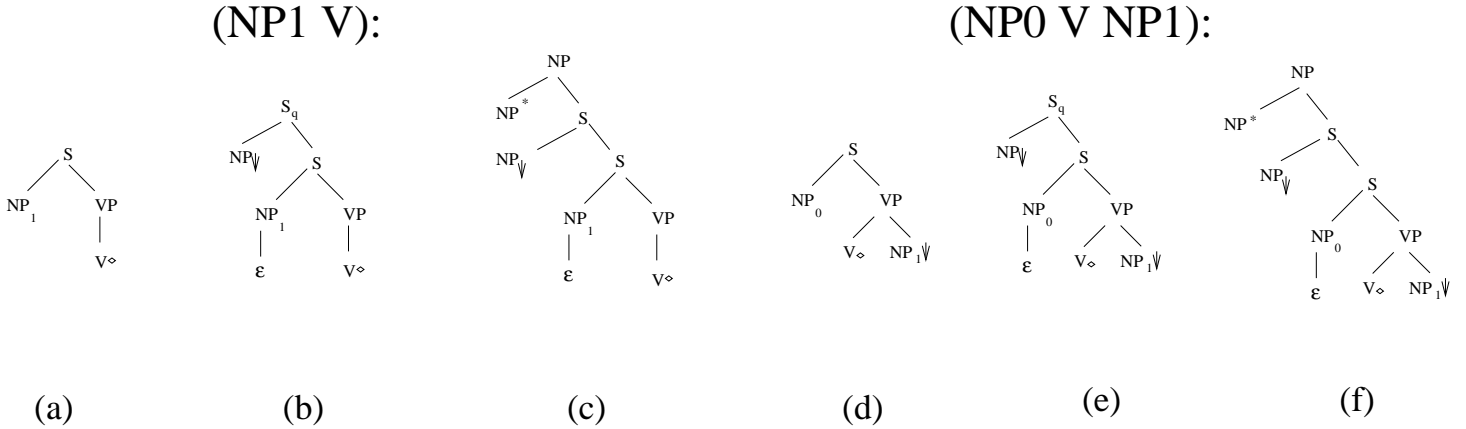 (NP1 V): (NP0 V NP1):
S
NP1 VP
V◇
(a)
Sq
NP↓ S
NP1 VP
ε V◇
(b)
NP
NP* S
NP↓ S
NP1 VP
ε V◇
(c)
S
NP0 VP
V◇ NP1↓
(d)
Sq
NP↓ S
NP0 VP
ε V◇ NP1↓
(e)
NP
NP* S
NP↓ S
NP0 VP
ε V◇ NP1↓
(f)